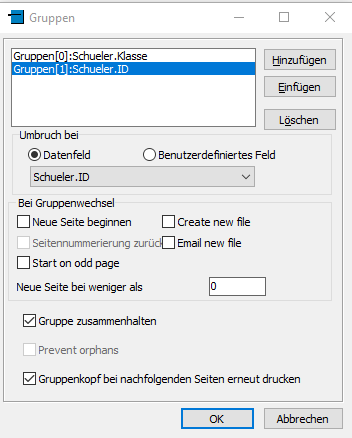 Gruppen
Gruppen[0]:Schueler.Klasse
Gruppen[1]:Schueler.ID
Hinzufügen
Einfügen
Löschen
Umbruch bei
Datenfeld
Benutzerdefiniertes Feld
Schueler.ID
Bei Gruppenwechsel
Neue Seite beginnen
Create new file
Seitennummerierung zurück
Email new file
Start on odd page
Neue Seite bei weniger als
0
Gruppe zusammenhalten
Prevent orphans
Gruppenkopf bei nachfolgenden Seiten erneut drucken
OK
Abbrechen